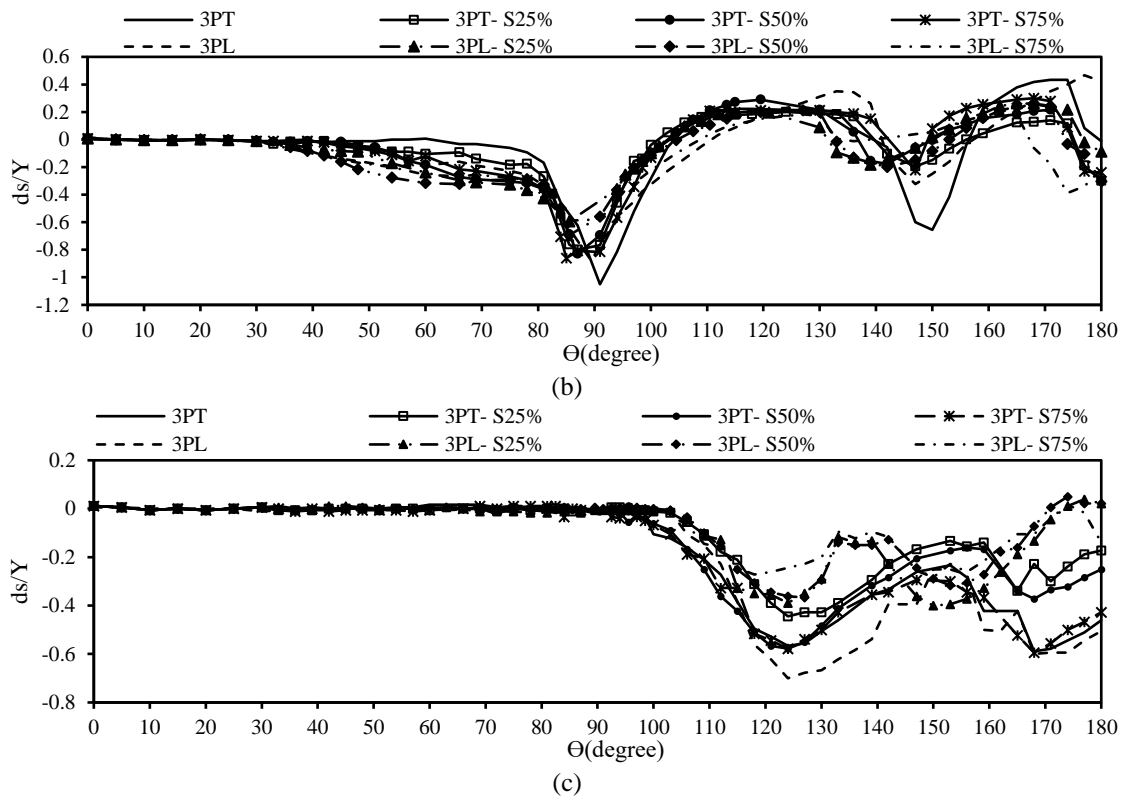 3PT 3PT- S25% 3PT- S50% 3PT- S75%
3PL 3PL- S25% 3PL- S50% 3PL- S75%
0.6
0.4
0.2
0
-0.2
-0.4
-0.6
-0.8
-1
-1.2
ds/Y
0 10 20 30 40 50 60 70 80 90 100 110 120 130 140 150 160 170 180
Ө(degree)
(b)
3PT 3PT- S25% 3PT- S50% 3PT- S75%
3PL 3PL- S25% 3PL- S50% 3PL- S75%
0.2
0
-0.2
-0.4
-0.6
-0.8
ds/Y
0 10 20 30 40 50 60 70 80 90 100 110 120 130 140 150 160 170 180
Ө(degree)
(c)